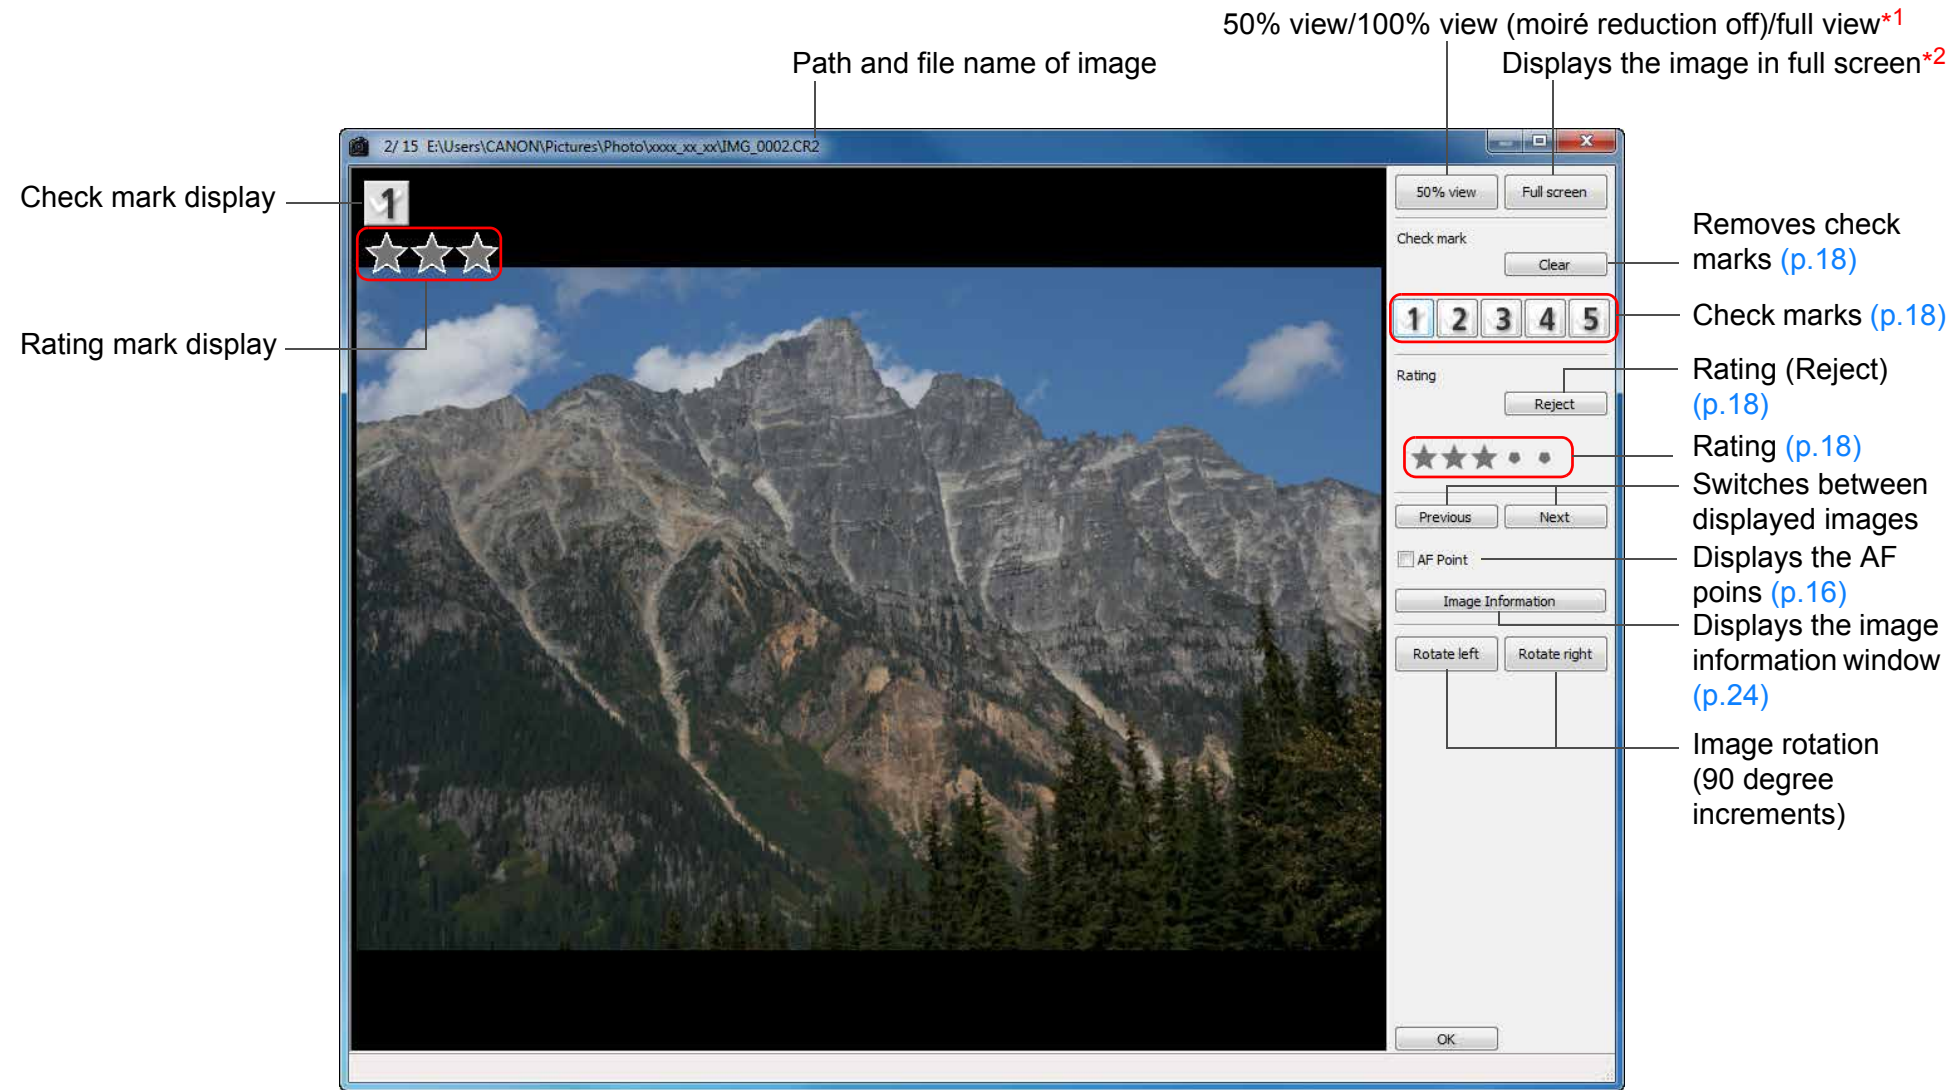 50% view/100% view (moiré reduction off)/full view*1
Path and file name of image
Displays the image in full screen*2
2/ 15 E:\Users\CANON\Pictures\Photo\xxxx_xx_xx\IMG_0002.CR2
Check mark display
1
Rating mark display
50% view
Full screen
Check mark
Clear
Removes check
marks (p.18)
1 2 3 4 5
Check marks (p.18)
Rating
Reject
Rating (Reject)
(p.18)
Rating (p.18)
Previous
Next
Switches between
displayed images
AF Point
Displays the AF
poins (p.16)
Image Information
Displays the image
information window
(p.24)
Rotate left
Rotate right
Image rotation
(90 degree
increments)
OK